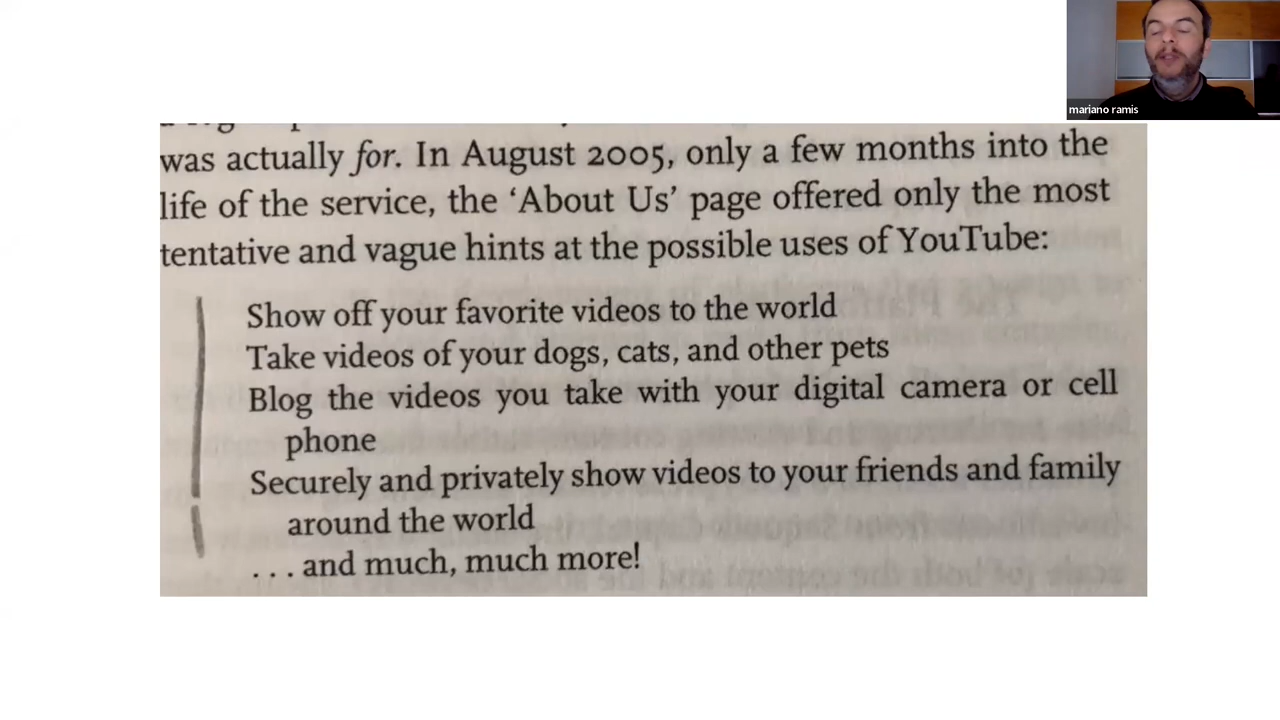 mariano ramis
was actually for. In August 2005, only a few months into the
life of the service, the ‘About Us’ page offered only the most
tentative and vague hints at the possible uses of YouTube:
Show off your favorite videos to the world
Take videos of your dogs, cats, and other pets
Blog the videos you take with your digital camera or cell
phone
Securely and privately show videos to your friends and family
around the world
. . . and much, much more!